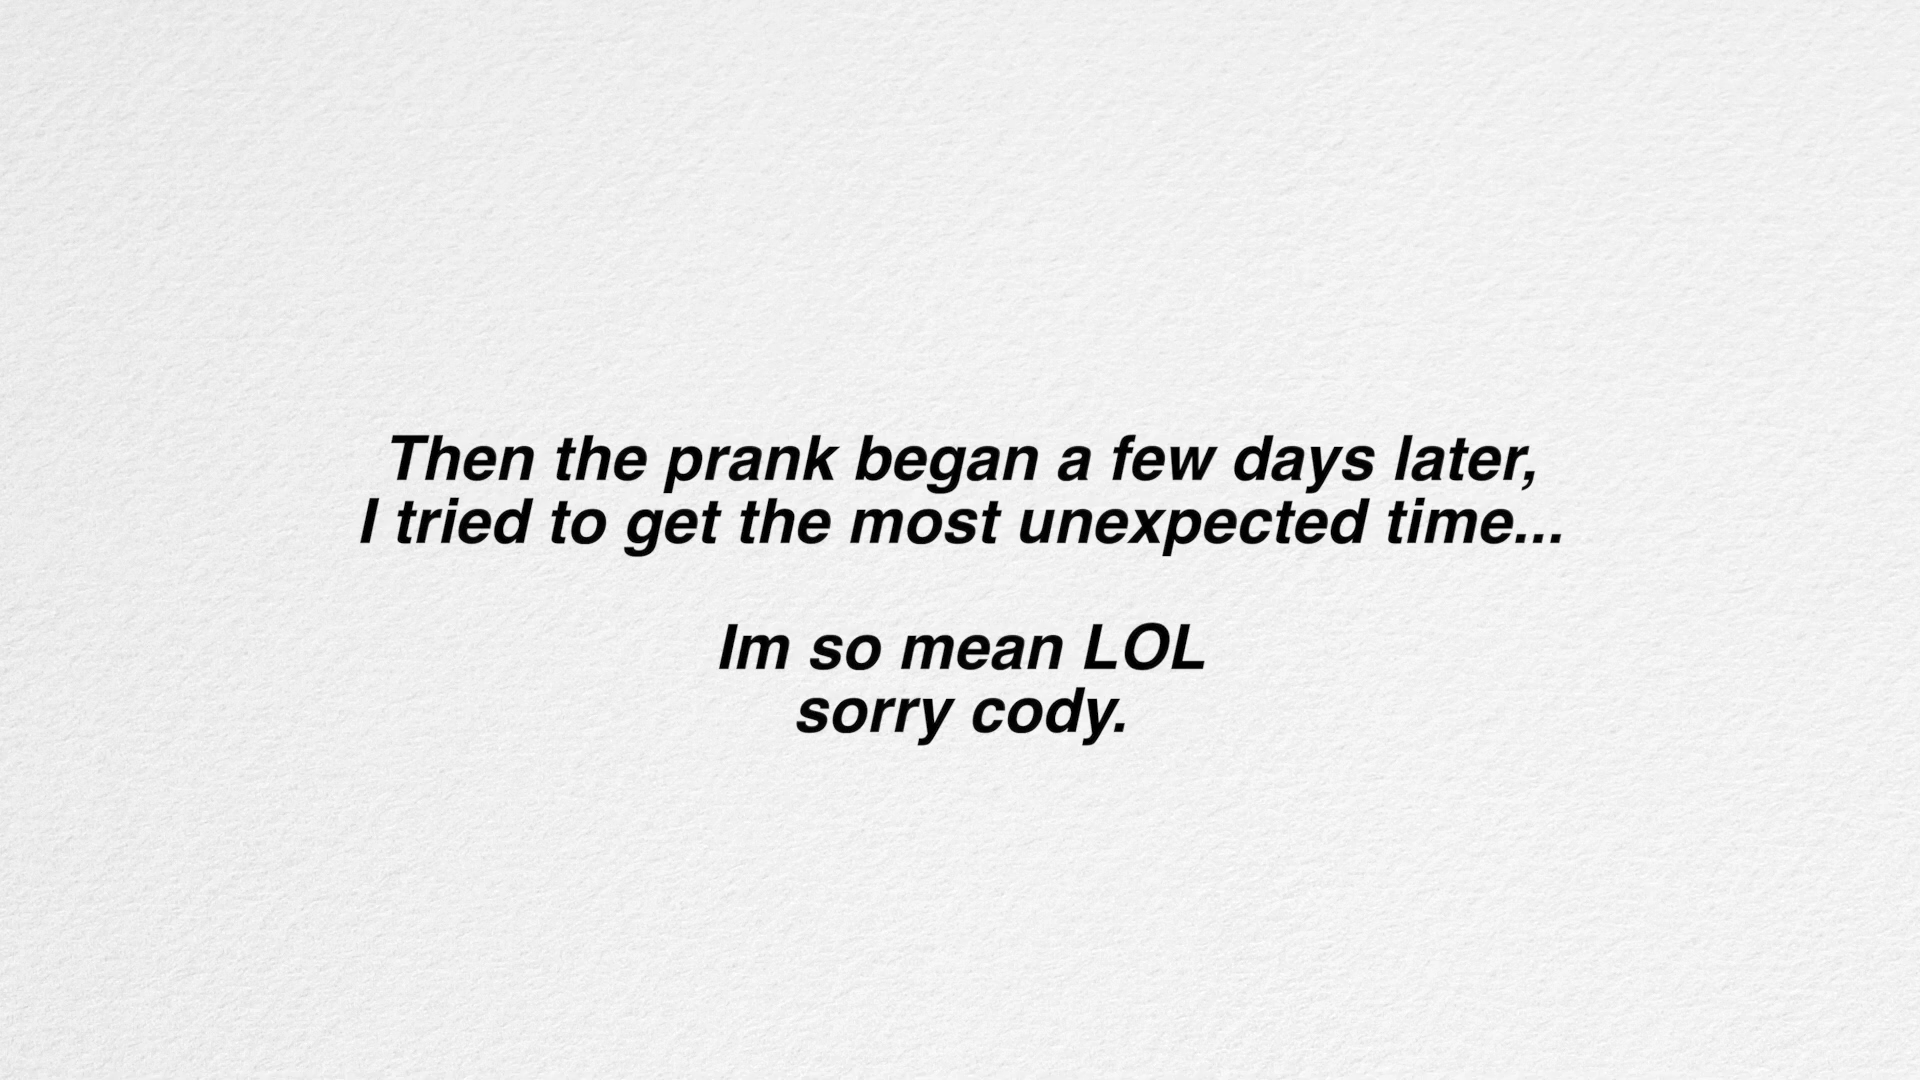 Then the prank began a few days later,
I tried to get the most unexpected time...
Im so mean LOL
sorry cody.